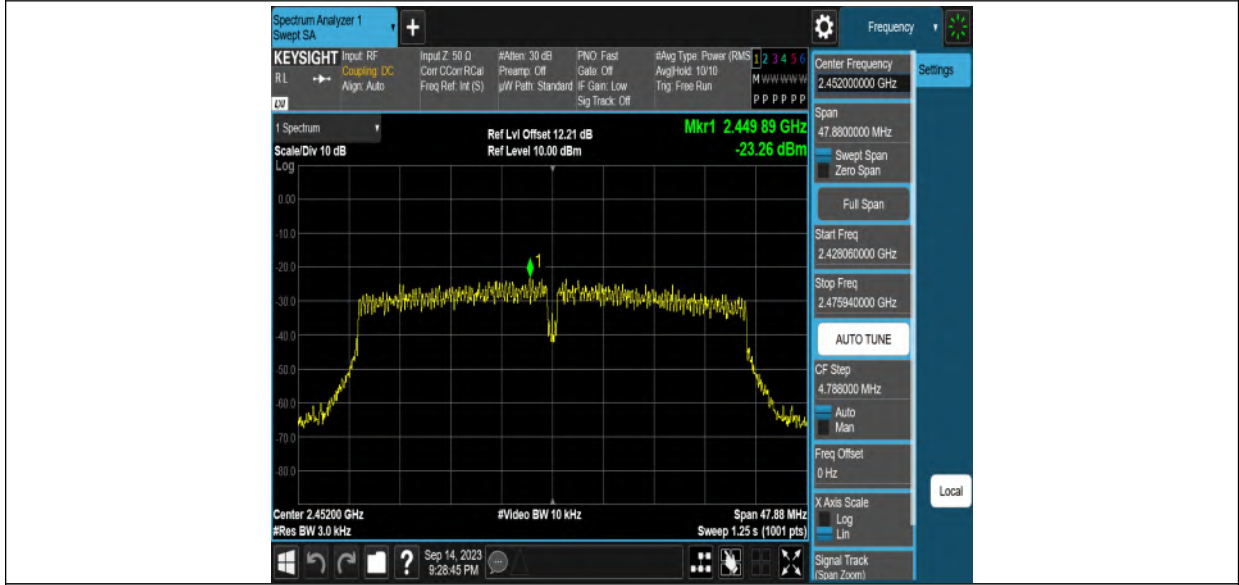 Spectrum Analyzer 1
Swept SA
Frequency
KEYSIGHT
RL
LXI
Input: RF
Coupling: DC
Align: Auto
Input Z: 50 Ω
Corr CCorr RCal
Freq Ref: Int (S)
#Atten: 30 dB
Preamp: Off
µW Path: Standard
PNO: Fast
Gate: Off
IF Gain: Low
Sig Track: Off
#Avg Type: Power (RMS
Avg|Hold: 10/10
Trig: Free Run
1 2 3 4 5 6
M W W W W W
P P P P P P
1 Spectrum
Scale/Div 10 dB
Log
Ref Lvl Offset 12.21 dB
Ref Level 10.00 dBm
Mkr1 2.449 89 GHz
-23.26 dBm
0.00
-10.0
-20.0
-30.0
-40.0
-50.0
-60.0
-70.0
-80.0
1
Center 2.45200 GHz
#Res BW 3.0 kHz
#Video BW 10 kHz
Span 47.88 MHz
Sweep 1.25 s (1001 pts)
Sep 14, 2023
9:28:45 PM
Center Frequency
2.452000000 GHz
Settings
Span
47.8800000 MHz
Swept Span
Zero Span
Full Span
Start Freq
2.428060000 GHz
Stop Freq
2.475940000 GHz
AUTO TUNE
CF Step
4.788000 MHz
Auto
Man
Freq Offset
0 Hz
X Axis Scale
Log
Lin
Local
Signal Track
(Span Zoom)